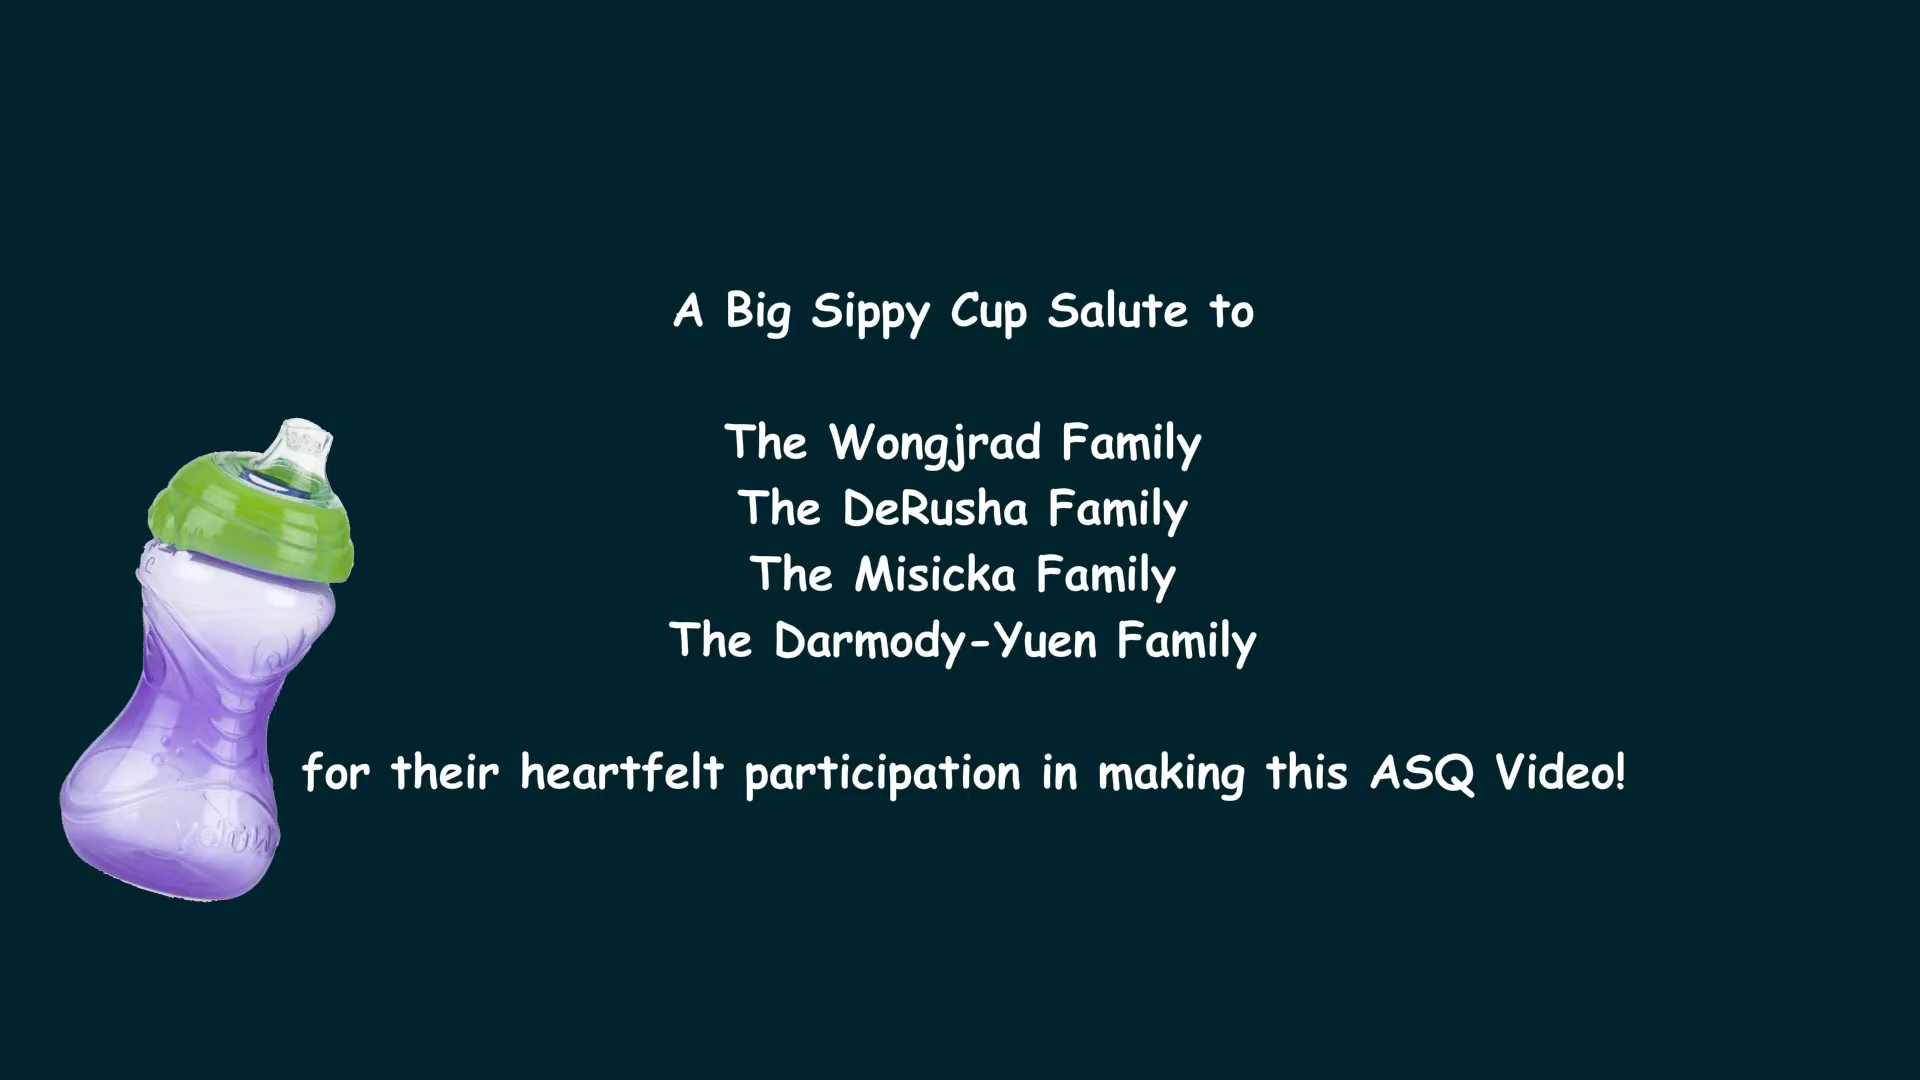 A Big Sippy Cup Salute to
The Wongjrad Family
The DeRusha Family
The Misicka Family
The Darmody-Yuen Family
for their heartfelt participation in making this ASQ Video!